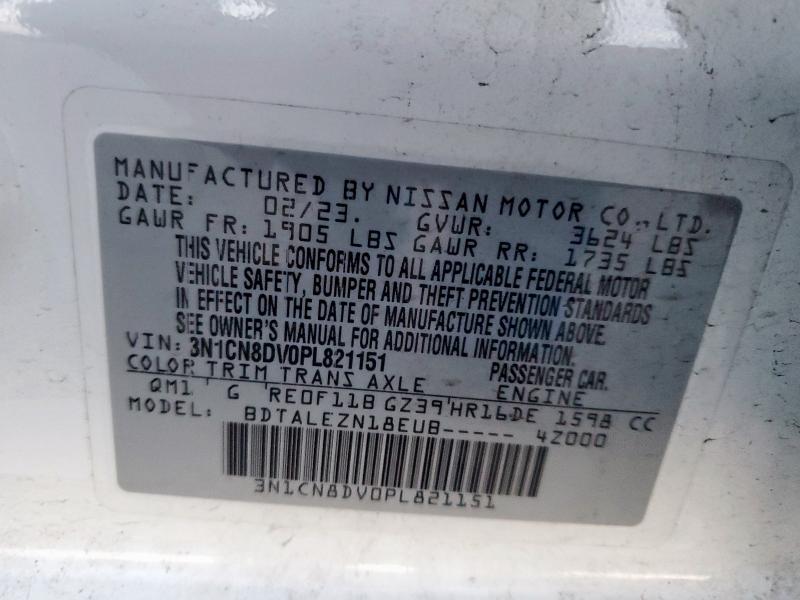 MANUFACTURED BY NISSAN MOTOR CO., LTD.
DATE: 02/23. GVWR: 3624 LBS
GAWR FR: 1905 LBS GAWR RR: 1735 LBS
THIS VEHICLE CONFORMS TO ALL APPLICABLE FEDERAL MOTOR
VEHICLE SAFETY, BUMPER AND THEFT PREVENTION STANDARDS
IN EFFECT ON THE DATE OF MANUFACTURE SHOWN ABOVE.
SEE OWNER'S MANUAL FOR ADDITIONAL INFORMATION.
VIN: 3N1CN8DV0PL821151 PASSENGER CAR.
COLOR TRIM TRANS AXLE ENGINE
QM1 ' G 'RE0F11B GZ39'HR16DE 1598 CC
MODEL: BDTALEZN18EUB----- 4Z000
3N1CN8DV0PL821151